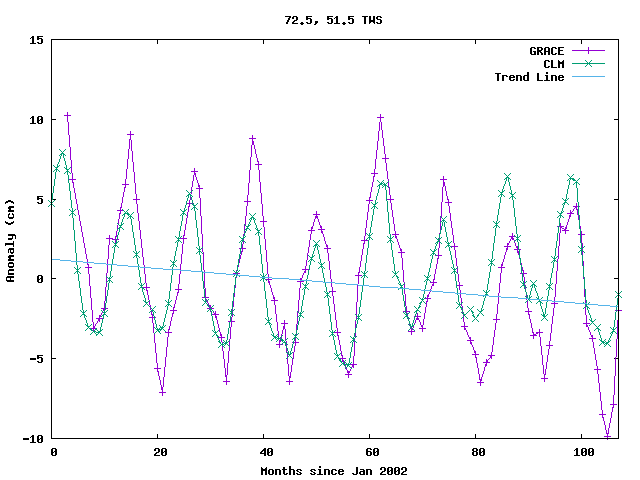 72.5, 51.5 TWS
15
GRACE
CLM
Trend Line
10
5
0
-5
-10
Anomaly (cm)
0 20 40 60 80 100
Months since Jan 2002